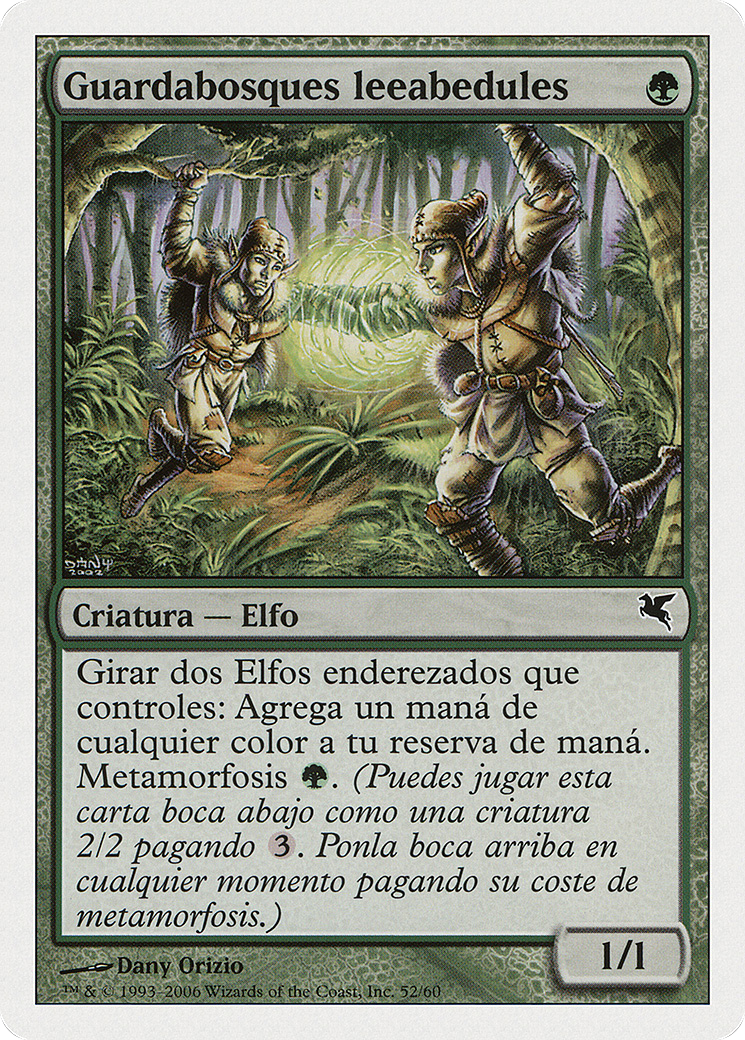 Guardabosques leeabedules
DANY
2002
Criatura — Elfo
Girar dos Elfos enderezados que
controles: Agrega un maná de
cualquier color a tu reserva de maná.
Metamorfosis . (Puedes jugar esta
carta boca abajo como una criatura
2/2 pagando 3. Ponla boca arriba en
cualquier momento pagando su coste de
metamorfosis.)
1/1
Dany Orizio
™ & © 1993–2006 Wizards of the Coast, Inc. 52/60